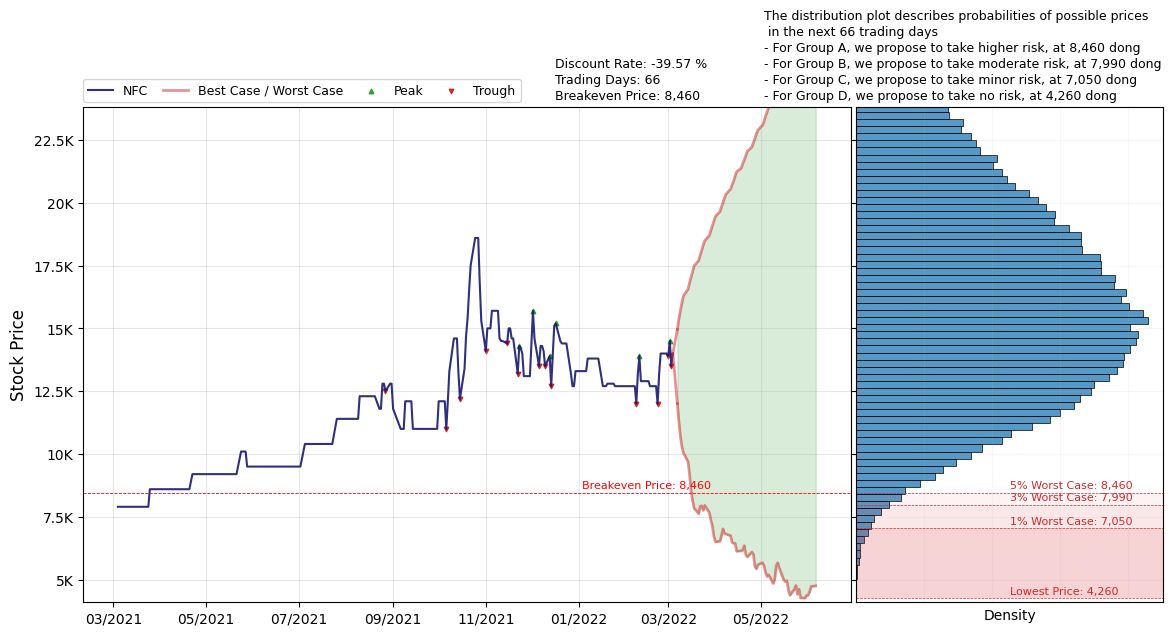 The distribution plot describes probabilities of possible prices
in the next 66 trading days
- For Group A, we propose to take higher risk, at 8,460 dong
- For Group B, we propose to take moderate risk, at 7,990 dong
- For Group C, we propose to take minor risk, at 7,050 dong
- For Group D, we propose to take no risk, at 4,260 dong
Discount Rate: -39.57 %
Trading Days: 66
Breakeven Price: 8,460
NFC Best Case / Worst Case Peak Trough
Stock Price
22.5K
20K
17.5K
15K
12.5K
10K
7.5K
5K
Breakeven Price: 8,460
5% Worst Case: 8,460
3% Worst Case: 7,990
1% Worst Case: 7,050
Lowest Price: 4,260
03/2021 05/2021 07/2021 09/2021 11/2021 01/2022 03/2022 05/2022
Density